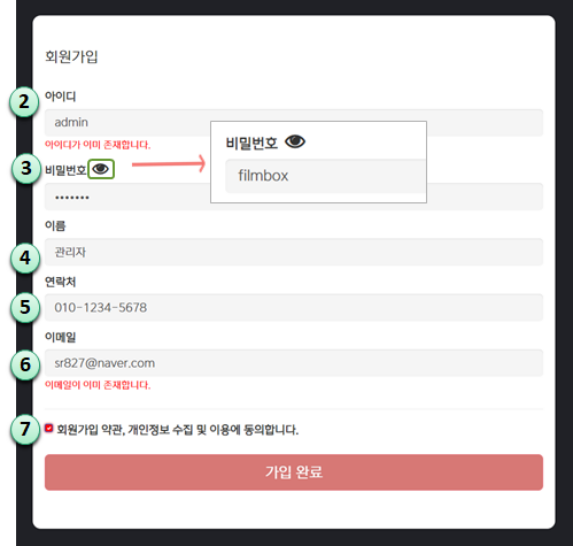 회원가입
2
아이디
admin
아이디가 이미 존재합니다.
3
비밀번호
비밀번호
filmbox
•••••••
이름
4
관리자
연락처
5
010-1234-5678
이메일
6
sr827@naver.com
이메일이 이미 존재합니다.
7
회원가입 약관, 개인정보 수집 및 이용에 동의합니다.
가입 완료